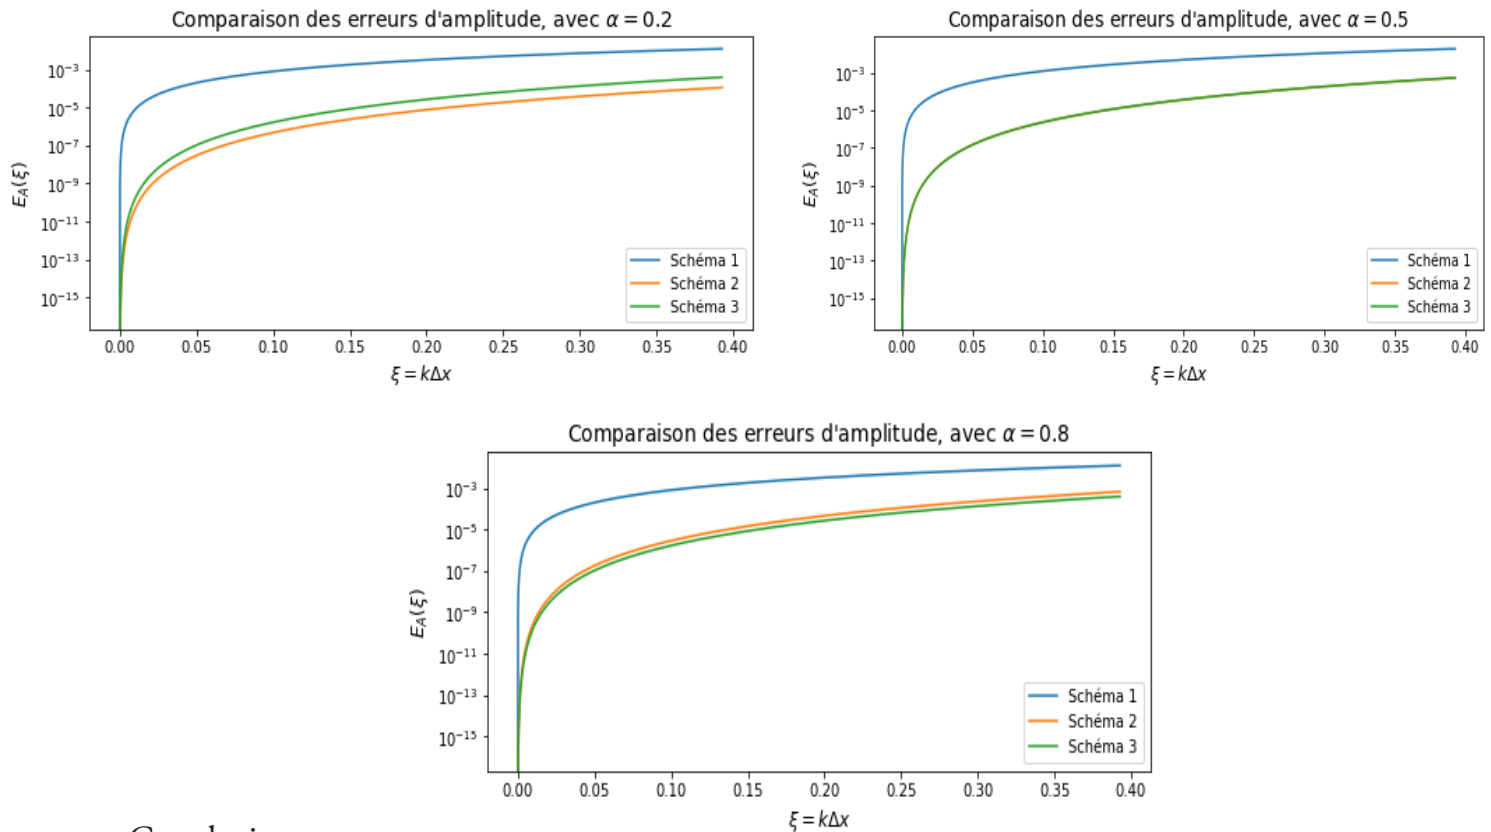 Comparaison des erreurs d'amplitude, avec α = 0.2
E_A(ξ)
10⁻³
10⁻⁵
10⁻⁷
10⁻⁹
10⁻¹¹
10⁻¹³
10⁻¹⁵
Schéma 1
Schéma 2
Schéma 3
0.00 0.05 0.10 0.15 0.20 0.25 0.30 0.35 0.40
ξ = kΔx
Comparaison des erreurs d'amplitude, avec α = 0.5
E_A(ξ)
10⁻³
10⁻⁵
10⁻⁷
10⁻⁹
10⁻¹¹
10⁻¹³
10⁻¹⁵
Schéma 1
Schéma 2
Schéma 3
0.00 0.05 0.10 0.15 0.20 0.25 0.30 0.35 0.40
ξ = kΔx
Comparaison des erreurs d'amplitude, avec α = 0.8
E_A(ξ)
10⁻³
10⁻⁵
10⁻⁷
10⁻⁹
10⁻¹¹
10⁻¹³
10⁻¹⁵
Schéma 1
Schéma 2
Schéma 3
0.00 0.05 0.10 0.15 0.20 0.25 0.30 0.35 0.40
ξ = kΔx